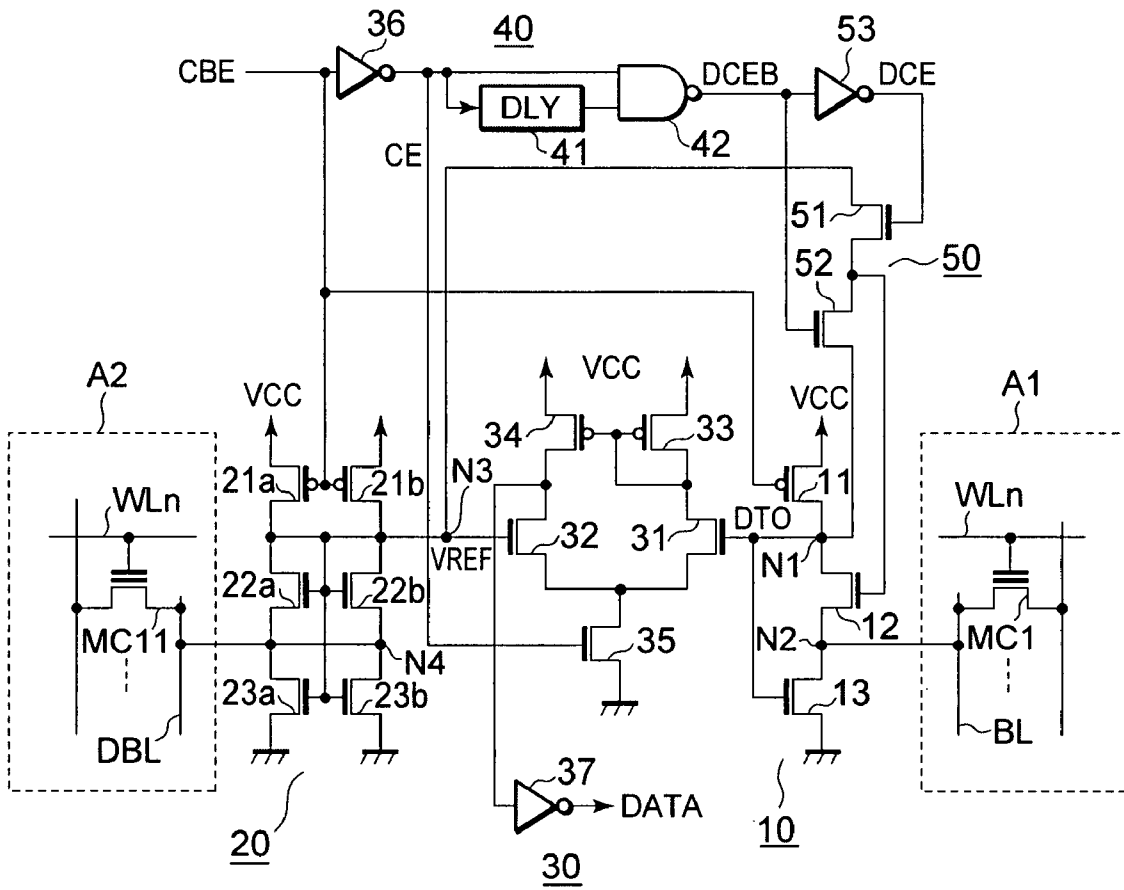 36
40
53
CBE
DCEB
DCE
DLY
41
42
CE
51
50
52
A2
VCC
VCC
VCC
A1
34
33
21a
21b
N3
11
WLn
VREF
32
31
DTO
N1
WLn
22a
22b
MC11
N4
35
N2
12
MC1
23a
23b
13
DBL
BL
37
DATA
20
10
30